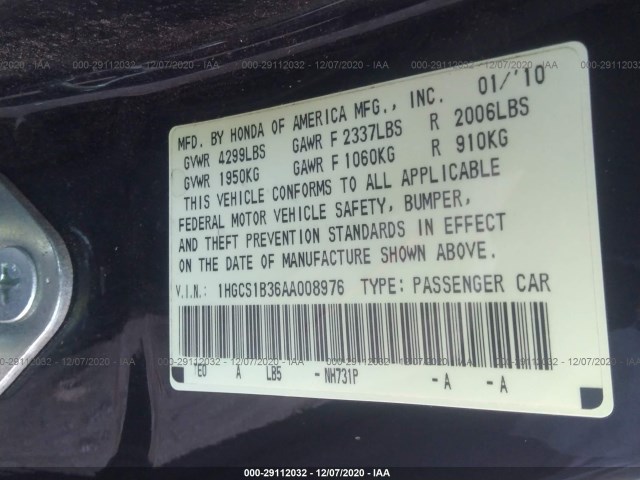 000-29112032 - 12/07/2020 - IAA
MFD. BY HONDA OF AMERICA MFG., INC. 01/'10
GVWR 4299LBS GAWR F 2337LBS R 2006LBS
GVWR 1950KG GAWR F 1060KG R 910KG
THIS VEHICLE CONFORMS TO ALL APPLICABLE
FEDERAL MOTOR VEHICLE SAFETY, BUMPER,
AND THEFT PREVENTION STANDARDS IN EFFECT
ON THE DATE OF MANUFACTURE SHOWN ABOVE.
V.I.N.: 1HGCS1B36AA008976 TYPE: PASSENGER CAR
E0 A LB5 - NH731P - A - A
000-29112032 - 12/07/2020 - IAA